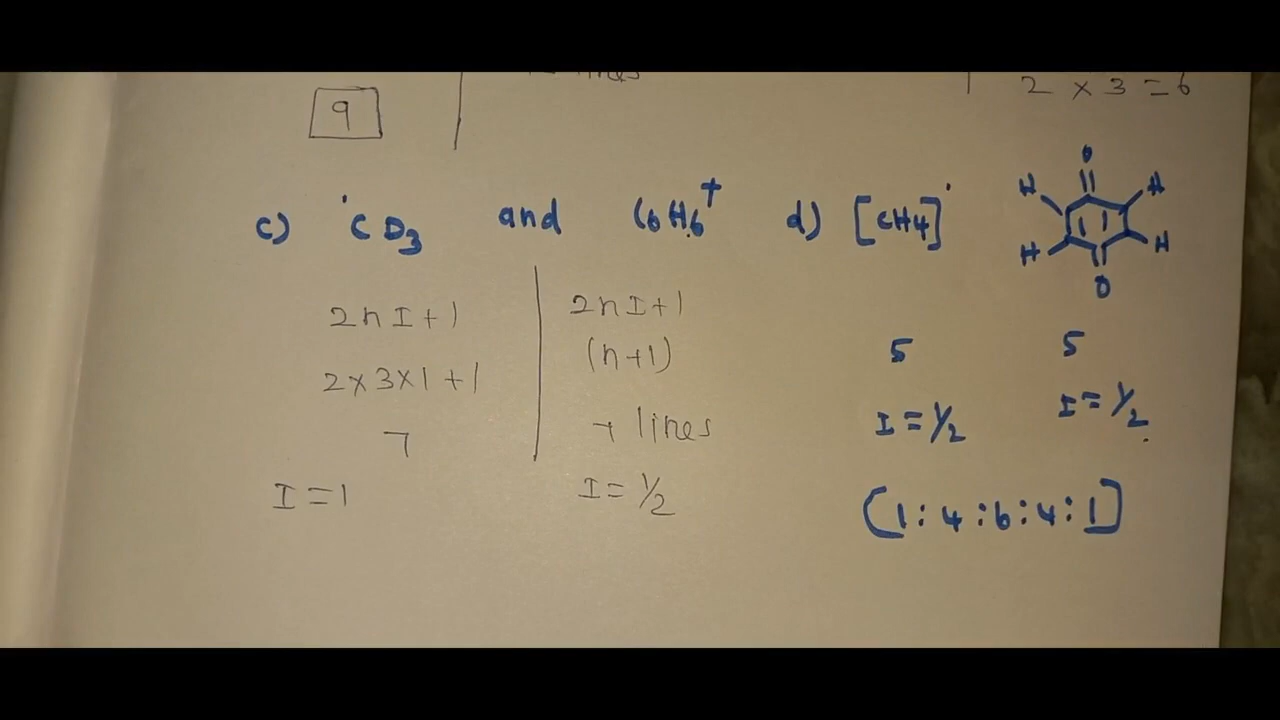 2 × 3 = 6
9
c) ˙CD₃ and C6H6⁺ d) [CH4]˙
O
H H
H H
O
2nI+1 2nI+1
(n+1) 5 5
2×3×1+1
7 7 lines I=1/2 I=1/2
I=1 I=1/2
(1:4:6:4:1]